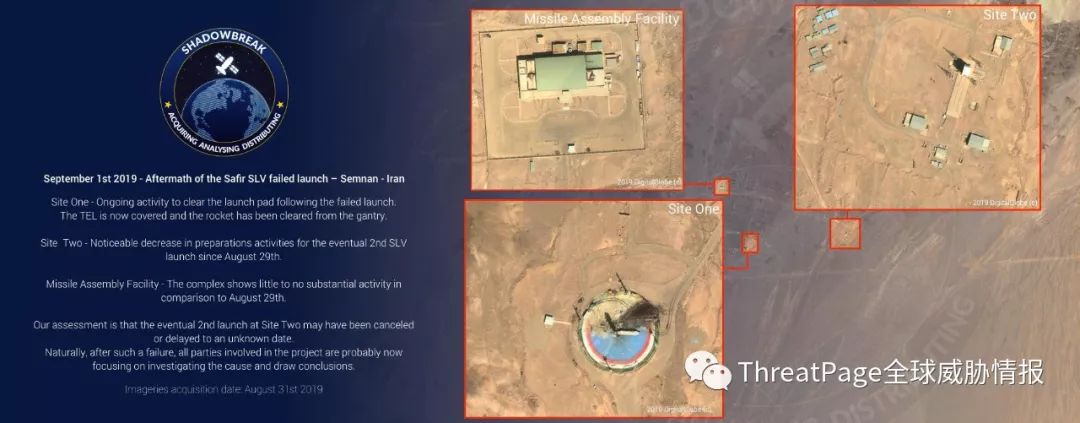 SHADOWBREAK
ACQUIRING ANALYSING DISTRIBUTING
September 1st 2019 - Aftermath of the Safir SLV failed launch – Semnan - Iran
Site One - Ongoing activity to clear the launch pad following the failed launch.
The TEL is now covered and the rocket has been cleared from the gantry.
Site Two - Noticeable decrease in preparations activities for the eventual 2nd SLV
launch since August 29th.
Missile Assembly Facility - The complex shows little to no substantial activity in
comparison to August 29th.
Our assessment is that the eventual 2nd launch at Site Two may have been canceled
or delayed to an unknown date.
Naturally, after such a failure, all parties involved in the project are probably now
focusing on investigating the cause and draw conclusions.
Imageries acquisition date: August 31st 2019
Missile Assembly Facility
2019 DigitalGlobe (c)
Site Two
2019 DigitalGlobe (c)
Site One
2019 DigitalGlobe (c)
ThreatPage全球威胁情报
DISTRIBUTING